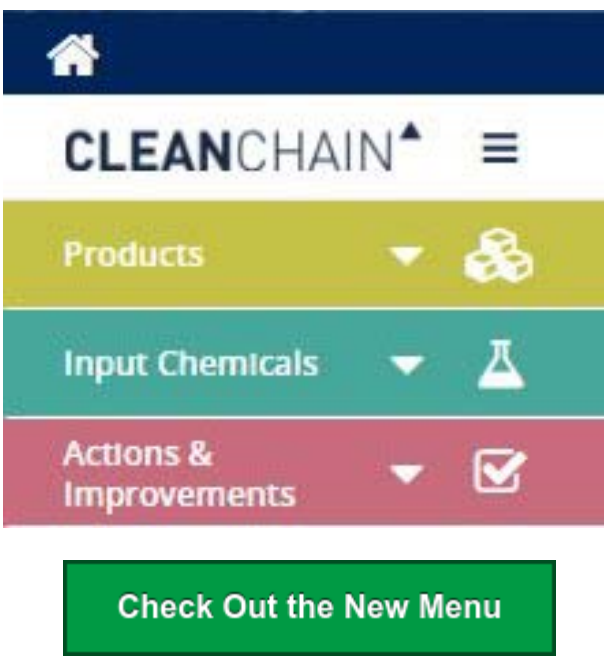 CLEANCHAIN
Products
Input Chemicals
Actions &
Improvements
Check Out the New Menu